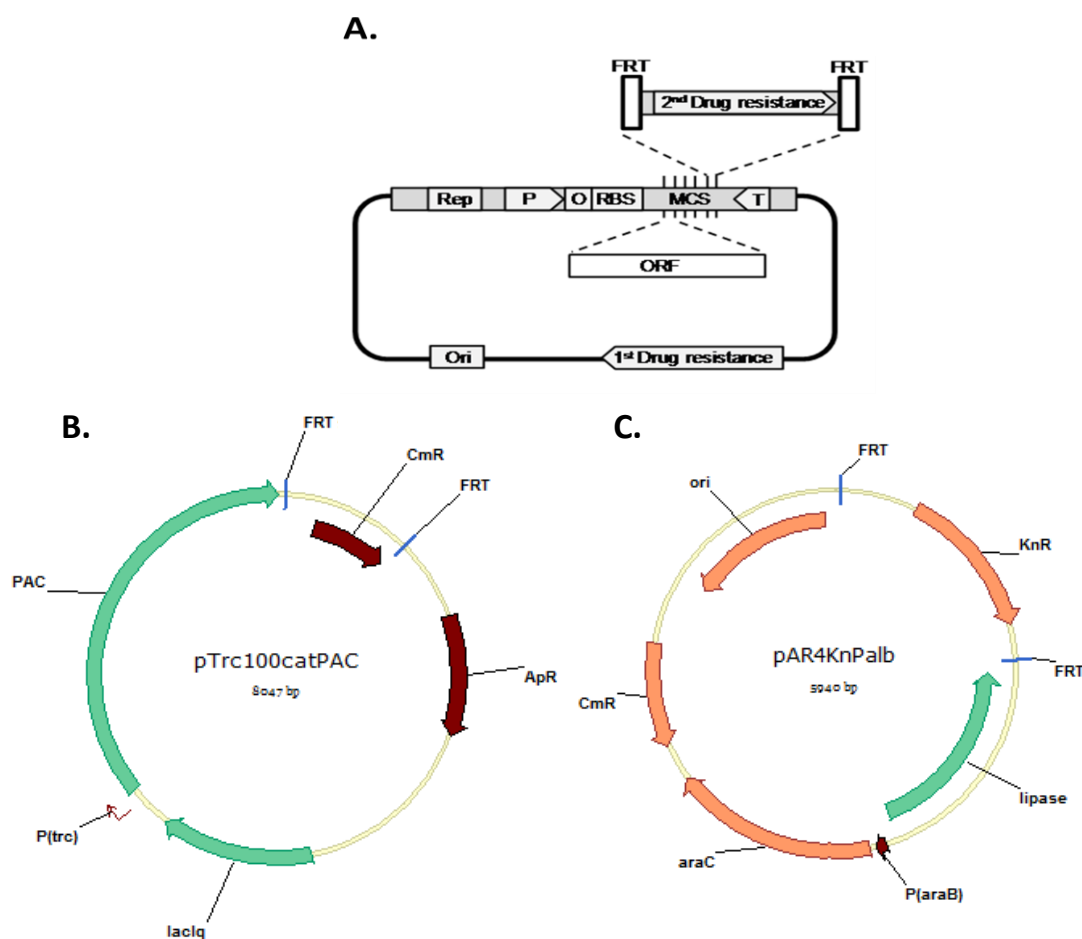 A.
FRT
FRT
2nd Drug resistance
Rep
P
O
RBS
MCS
T
ORF
Ori
1st Drug resistance
B.
FRT
CmR
FRT
PAC
pTrc100catPAC
8047 bp
ApR
P(trc)
lacIq
C.
FRT
ori
KnR
pAR4KnPalb
5940 bp
FRT
CmR
lipase
araC
P(araB)